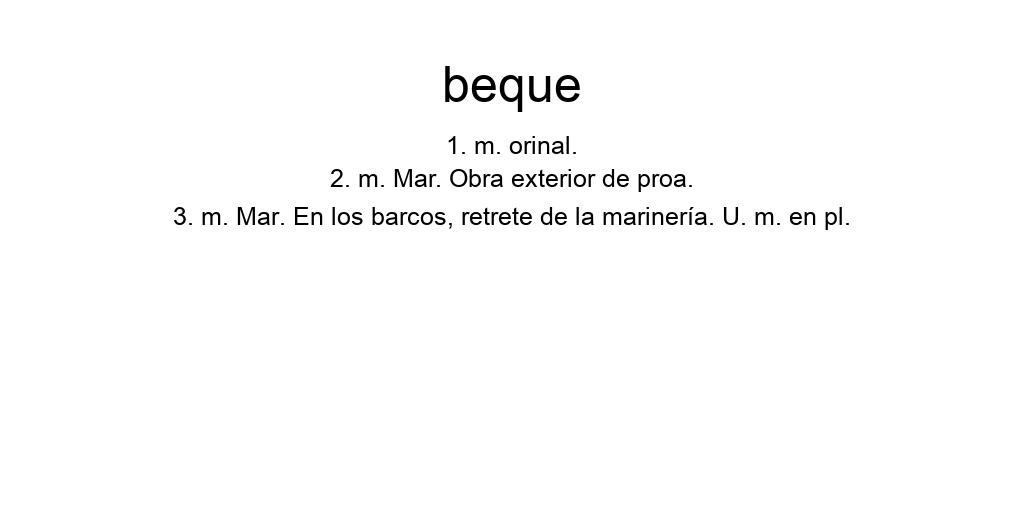 beque
1. m. orinal.
2. m. Mar. Obra exterior de proa.
3. m. Mar. En los barcos, retrete de la marinería. U. m. en pl.